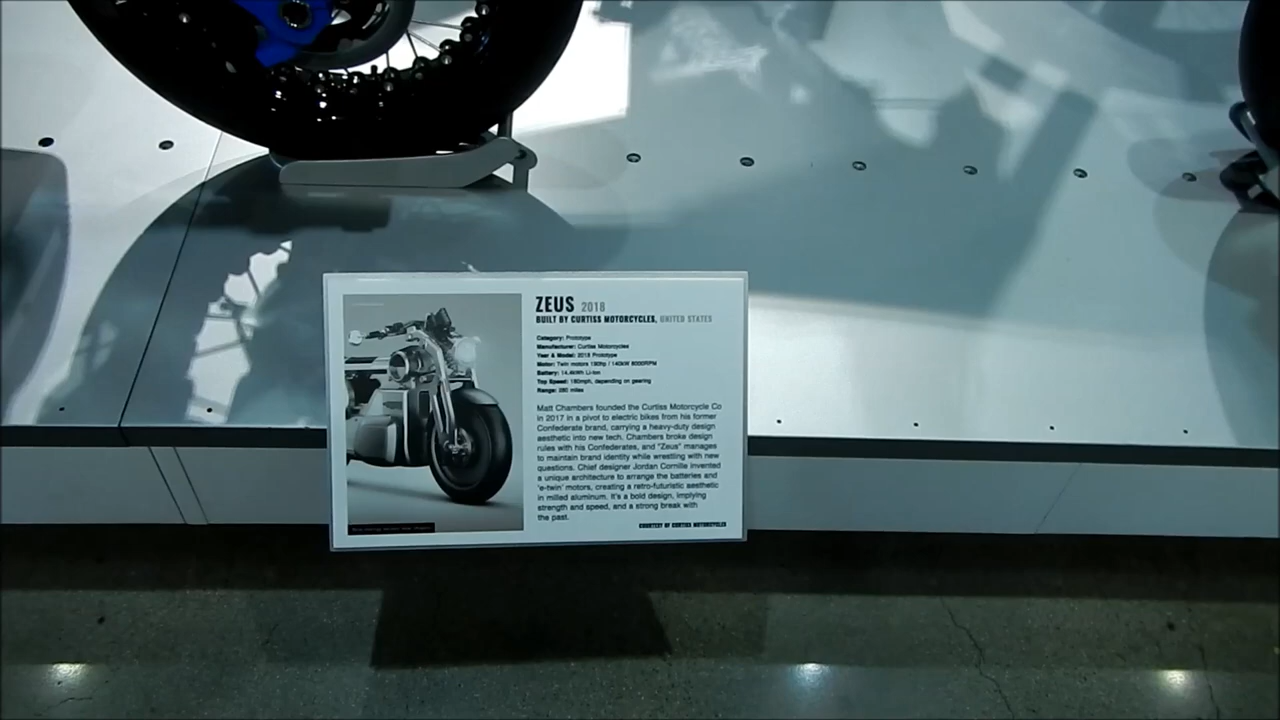 ZEUS 2018
BUILT BY CURTISS MOTORCYCLES, UNITED STATES
Category: Prototype
Manufacturer: Curtiss Motorcycles
Year & Model: 2018 Prototype
Motor: Twin motors 190hp / 140kW 8000RPM
Battery: 14.4kWh Li-Ion
Top Speed: 180mph, depending on gearing
Range: 280 miles
Matt Chambers founded the Curtiss Motorcycle Co
in 2017 in a pivot to electric bikes from his former
Confederate brand, carrying a heavy-duty design
aesthetic into new tech. Chambers broke design
rules with his Confederates, and "Zeus" manages
to maintain brand identity while wrestling with new
questions. Chief designer Jordan Cornille invented
a unique architecture to arrange the batteries and
'e-twin' motors, creating a retro-futuristic aesthetic
in milled aluminum. It's a bold design, implying
strength and speed, and a strong break with
the past.
COURTESY OF CURTISS MOTORCYCLES